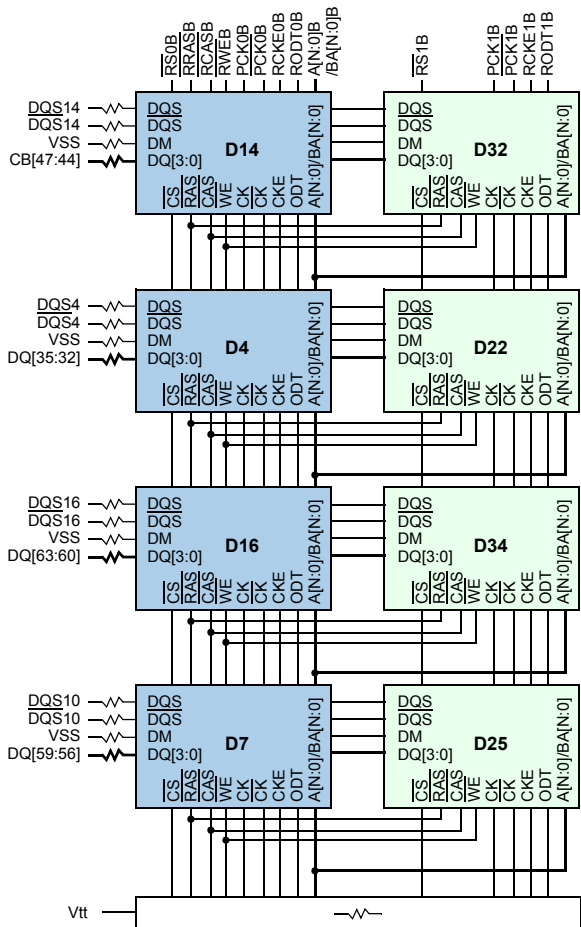 RS0B
RRASB
RCASB
RWEB
PCK0B
PCK0B
RCKE0B
RODT0B
A[N:0]B
/BA[N:0]B
RS1B
PCK1B
PCK1B
RCKE1B
RODT1B
DQS14
DQS14
VSS
CB[47:44]
DQS
DQS
DM
DQ[3:0]
D14
CS
RAS
CAS
WE
CK
CK
CKE
ODT
A[N:0]/BA[N:0]
DQS
DQS
DM
DQ[3:0]
D32
CS
RAS
CAS
WE
CK
CK
CKE
ODT
A[N:0]/BA[N:0]
DQS4
DQS4
VSS
DQ[35:32]
DQS
DQS
DM
DQ[3:0]
D4
CS
RAS
CAS
WE
CK
CK
CKE
ODT
A[N:0]/BA[N:0]
DQS
DQS
DM
DQ[3:0]
D22
CS
RAS
CAS
WE
CK
CK
CKE
ODT
A[N:0]/BA[N:0]
DQS16
DQS16
VSS
DQ[63:60]
DQS
DQS
DM
DQ[3:0]
D16
CS
RAS
CAS
WE
CK
CK
CKE
ODT
A[N:0]/BA[N:0]
DQS
DQS
DM
DQ[3:0]
D34
CS
RAS
CAS
WE
CK
CK
CKE
ODT
A[N:0]/BA[N:0]
DQS10
DQS10
VSS
DQ[59:56]
DQS
DQS
DM
DQ[3:0]
D7
CS
RAS
CAS
WE
CK
CK
CKE
ODT
A[N:0]/BA[N:0]
DQS
DQS
DM
DQ[3:0]
D25
CS
RAS
CAS
WE
CK
CK
CKE
ODT
A[N:0]/BA[N:0]
Vtt